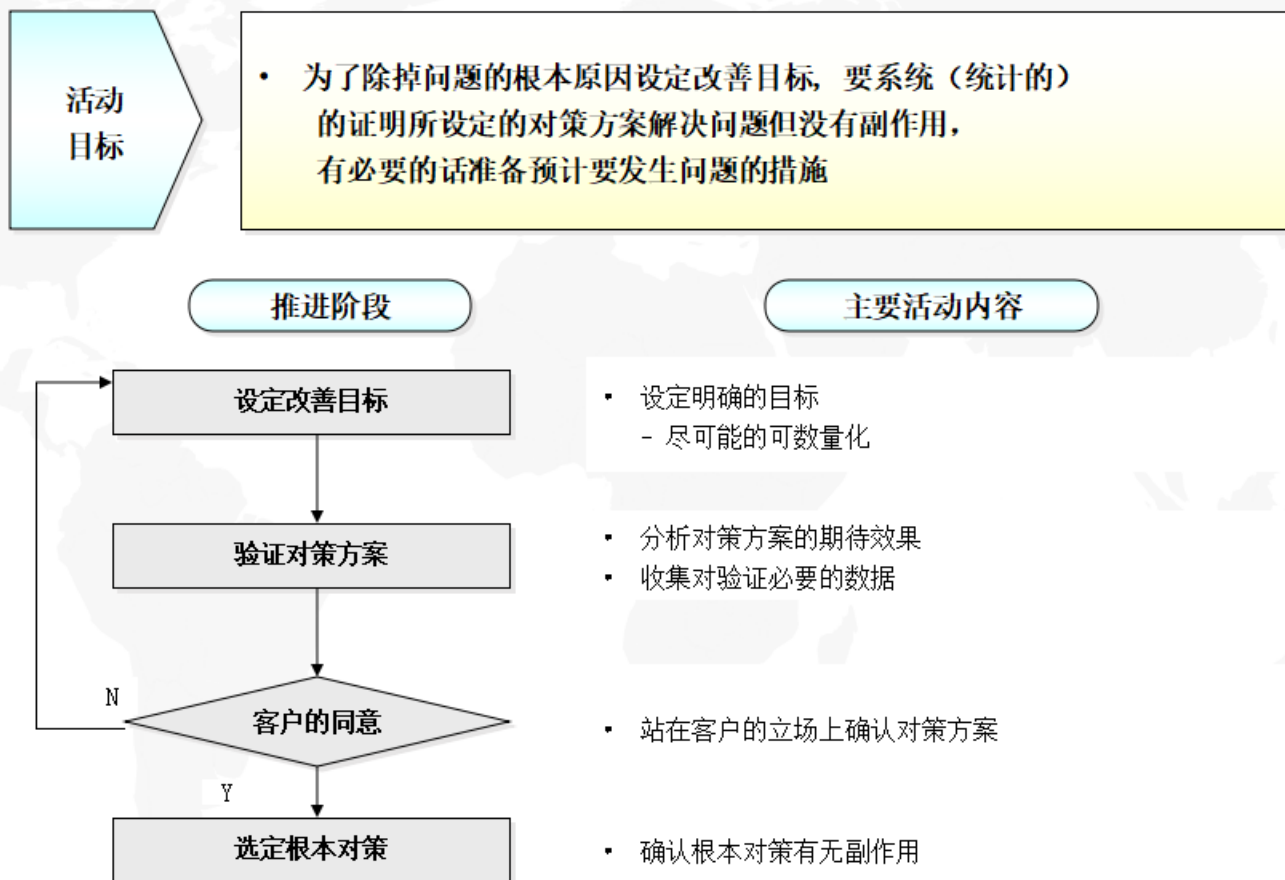 活动
目标
• 为了除掉问题的根本原因设定改善目标, 要系统（统计的）
的证明所设定的对策方案解决问题但没有副作用,
有必要的话准备预计要发生问题的措施
推进阶段
主要活动内容
设定改善目标
• 设定明确的目标
- 尽可能的可数量化
验证对策方案
• 分析对策方案的期待效果
• 收集对验证必要的数据
N
客户的同意
• 站在客户的立场上确认对策方案
Y
选定根本对策
• 确认根本对策有无副作用